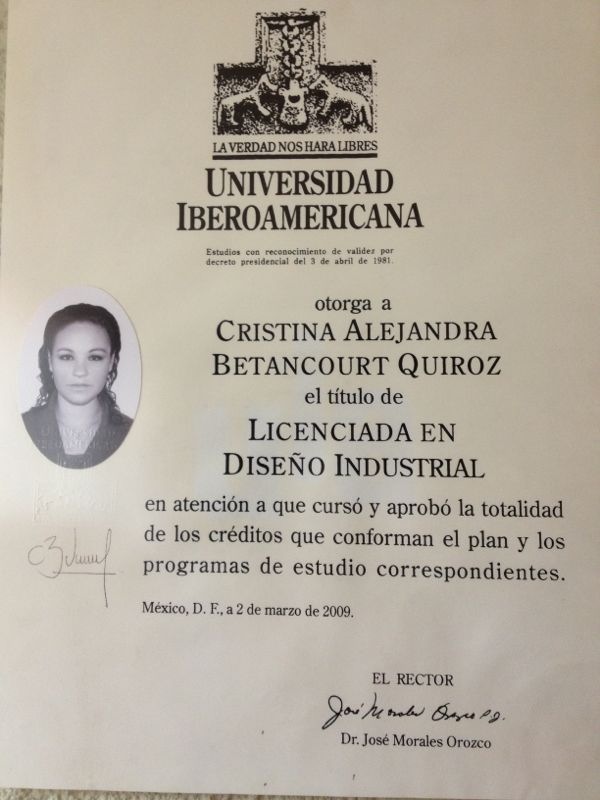 LA VERDAD NOS HARA LIBRES
UNIVERSIDAD
IBEROAMERICANA
Estudios con reconocimiento de validez por
decreto presidencial del 3 de abril de 1981.
otorga a
CRISTINA ALEJANDRA
BETANCOURT QUIROZ
el título de
LICENCIADA EN
DISEÑO INDUSTRIAL
en atención a que cursó y aprobó la totalidad
de los créditos que conforman el plan y los
programas de estudio correspondientes.
México, D. F., a 2 de marzo de 2009.
EL RECTOR
José Morales Orozco
Dr. José Morales Orozco